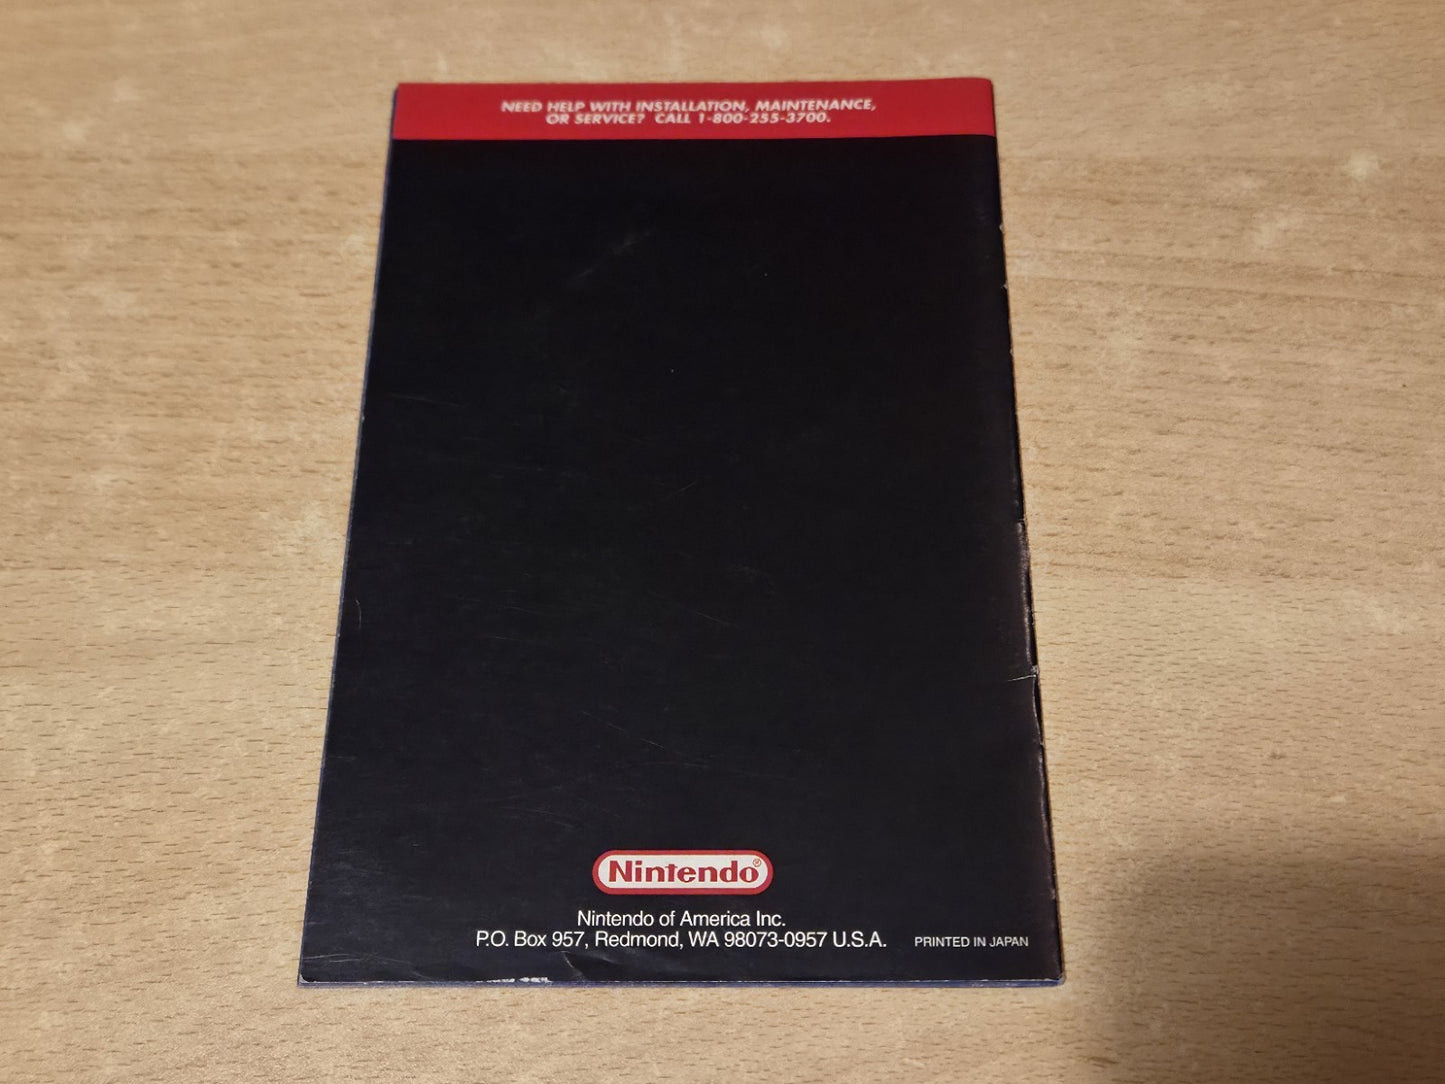 NEED HELP WITH INSTALLATION, MAINTENANCE,
OR SERVICE? CALL 1-800-255-3700.
Nintendo®
Nintendo of America Inc.
P.O. Box 957, Redmond, WA 98073-0957 U.S.A.
PRINTED IN JAPAN